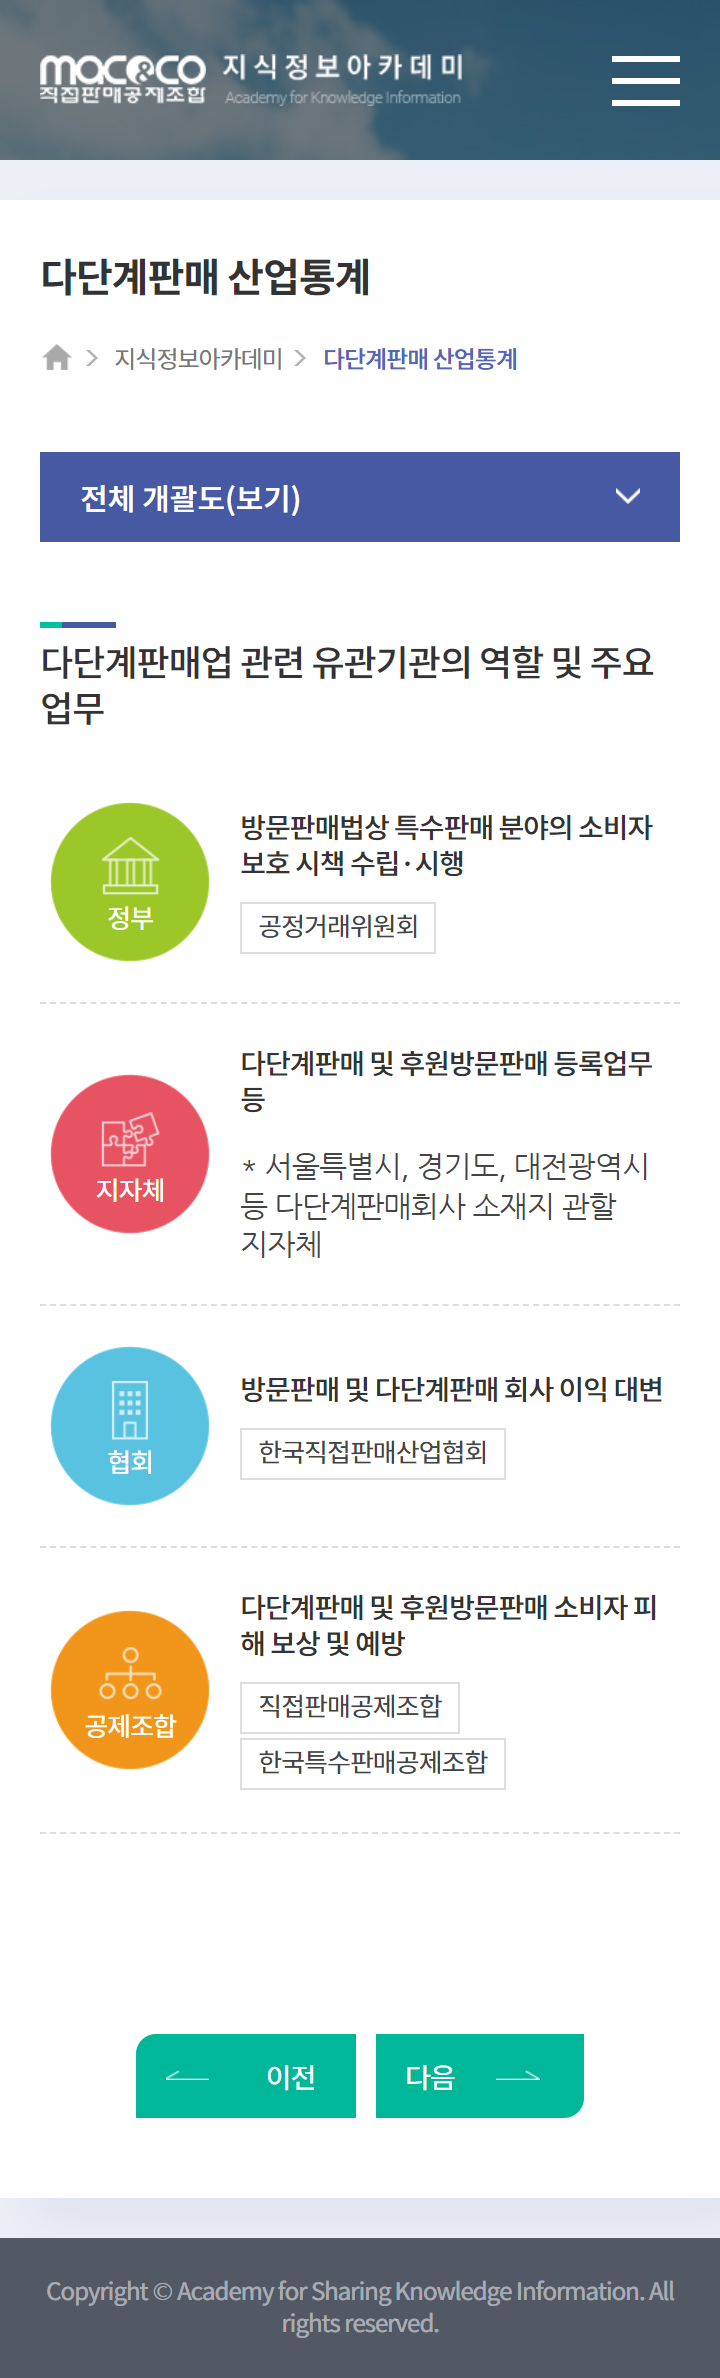 maco&co
직접판매공제조합
지식정보아카데미
Academy for Knowledge Information
다단계판매 산업통계
지식정보아카데미 > 다단계판매 산업통계
전체 개괄도(보기)
다단계판매업 관련 유관기관의 역할 및 주요
업무
정부
방문판매법상 특수판매 분야의 소비자
보호 시책 수립·시행
공정거래위원회
지자체
다단계판매 및 후원방문판매 등록업무
등
* 서울특별시, 경기도, 대전광역시
등 다단계판매회사 소재지 관할
지자체
협회
방문판매 및 다단계판매 회사 이익 대변
한국직접판매산업협회
공제조합
다단계판매 및 후원방문판매 소비자 피
해 보상 및 예방
직접판매공제조합
한국특수판매공제조합
이전
다음
Copyright © Academy for Sharing Knowledge Information. All
rights reserved.